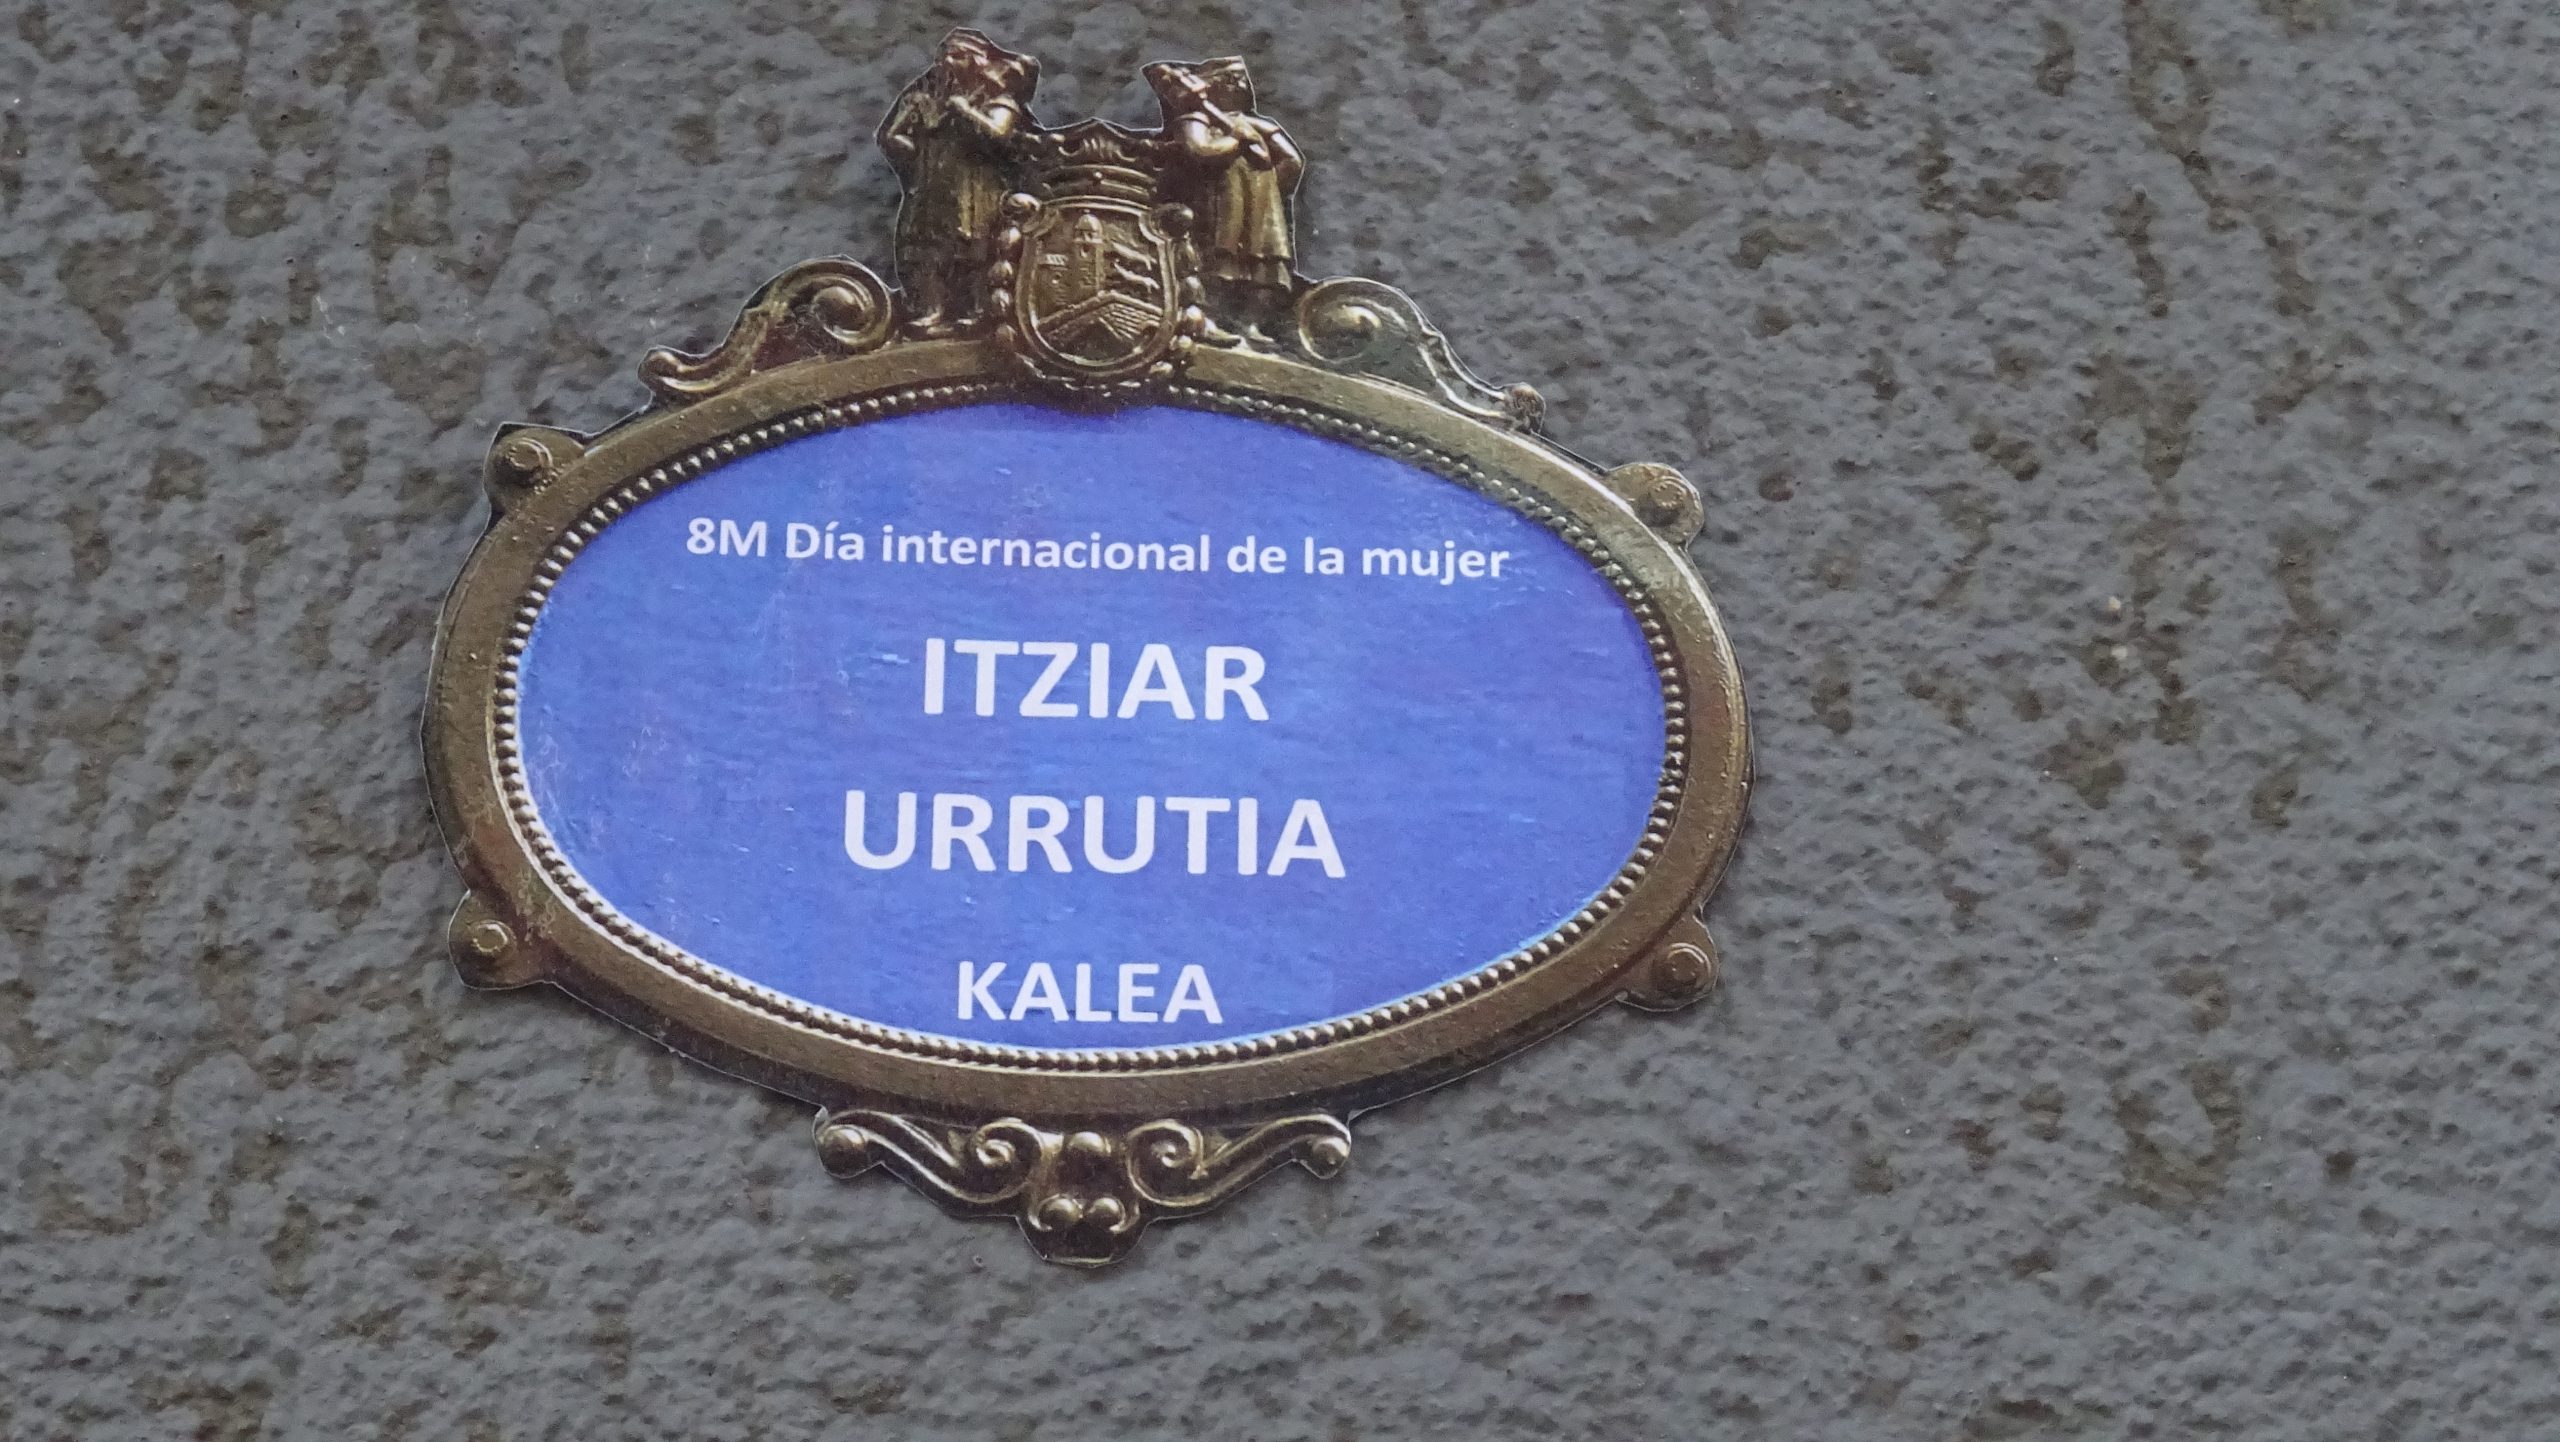 8M Día internacional de la mujer
ITZIAR
URRUTIA
KALEA